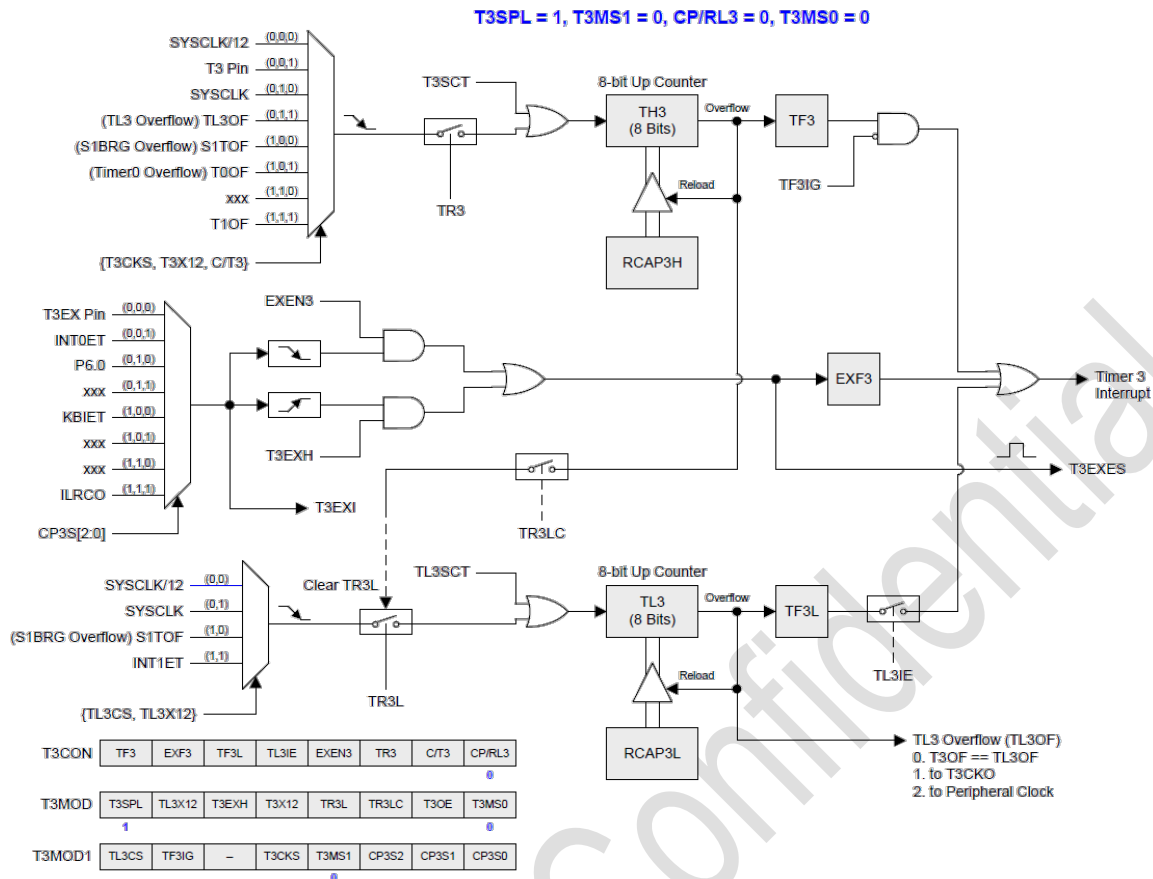 T3SPL = 1, T3MS1 = 0, CP/RL3 = 0, T3MS0 = 0
SYSCLK/12 (0,0,0)
T3 Pin (0,0,1)
SYSCLK (0,1,0)
(TL3 Overflow) TL3OF (0,1,1)
(S1BRG Overflow) S1TOF (1,0,0)
(Timer0 Overflow) T0OF (1,0,1)
xxx (1,1,0)
T1OF (1,1,1)
{T3CKS, T3X12, C/T3}
TR3
T3SCT
8-bit Up Counter
TH3
(8 Bits)
Overflow
Reload
RCAP3H
TF3
TF3IG
T3EX Pin (0,0,0)
INT0ET (0,0,1)
P6.0 (0,1,0)
xxx (0,1,1)
KBIET (1,0,0)
xxx (1,0,1)
xxx (1,1,0)
ILRCO (1,1,1)
CP3S[2:0]
EXEN3
T3EXH
T3EXI
EXF3
Timer 3
Interrupt
T3EXES
TR3LC
SYSCLK/12 (0,0)
SYSCLK (0,1)
(S1BRG Overflow) S1TOF (1,0)
INT1ET (1,1)
{TL3CS, TL3X12}
Clear TR3L
TR3L
TL3SCT
8-bit Up Counter
TL3
(8 Bits)
Overflow
Reload
RCAP3L
TF3L
TL3IE
TL3 Overflow (TL3OF)
0. T3OF == TL3OF
1. to T3CKO
2. to Peripheral Clock
T3CON TF3 EXF3 TF3L TL3IE EXEN3 TR3 C/T3 CP/RL3
0
T3MOD T3SPL TL3X12 T3EXH T3X12 TR3L TR3LC T3OE T3MS0
1 0
T3MOD1 TL3CS TF3IG – T3CKS T3MS1 CP3S2 CP3S1 CP3S0
0
Confidential